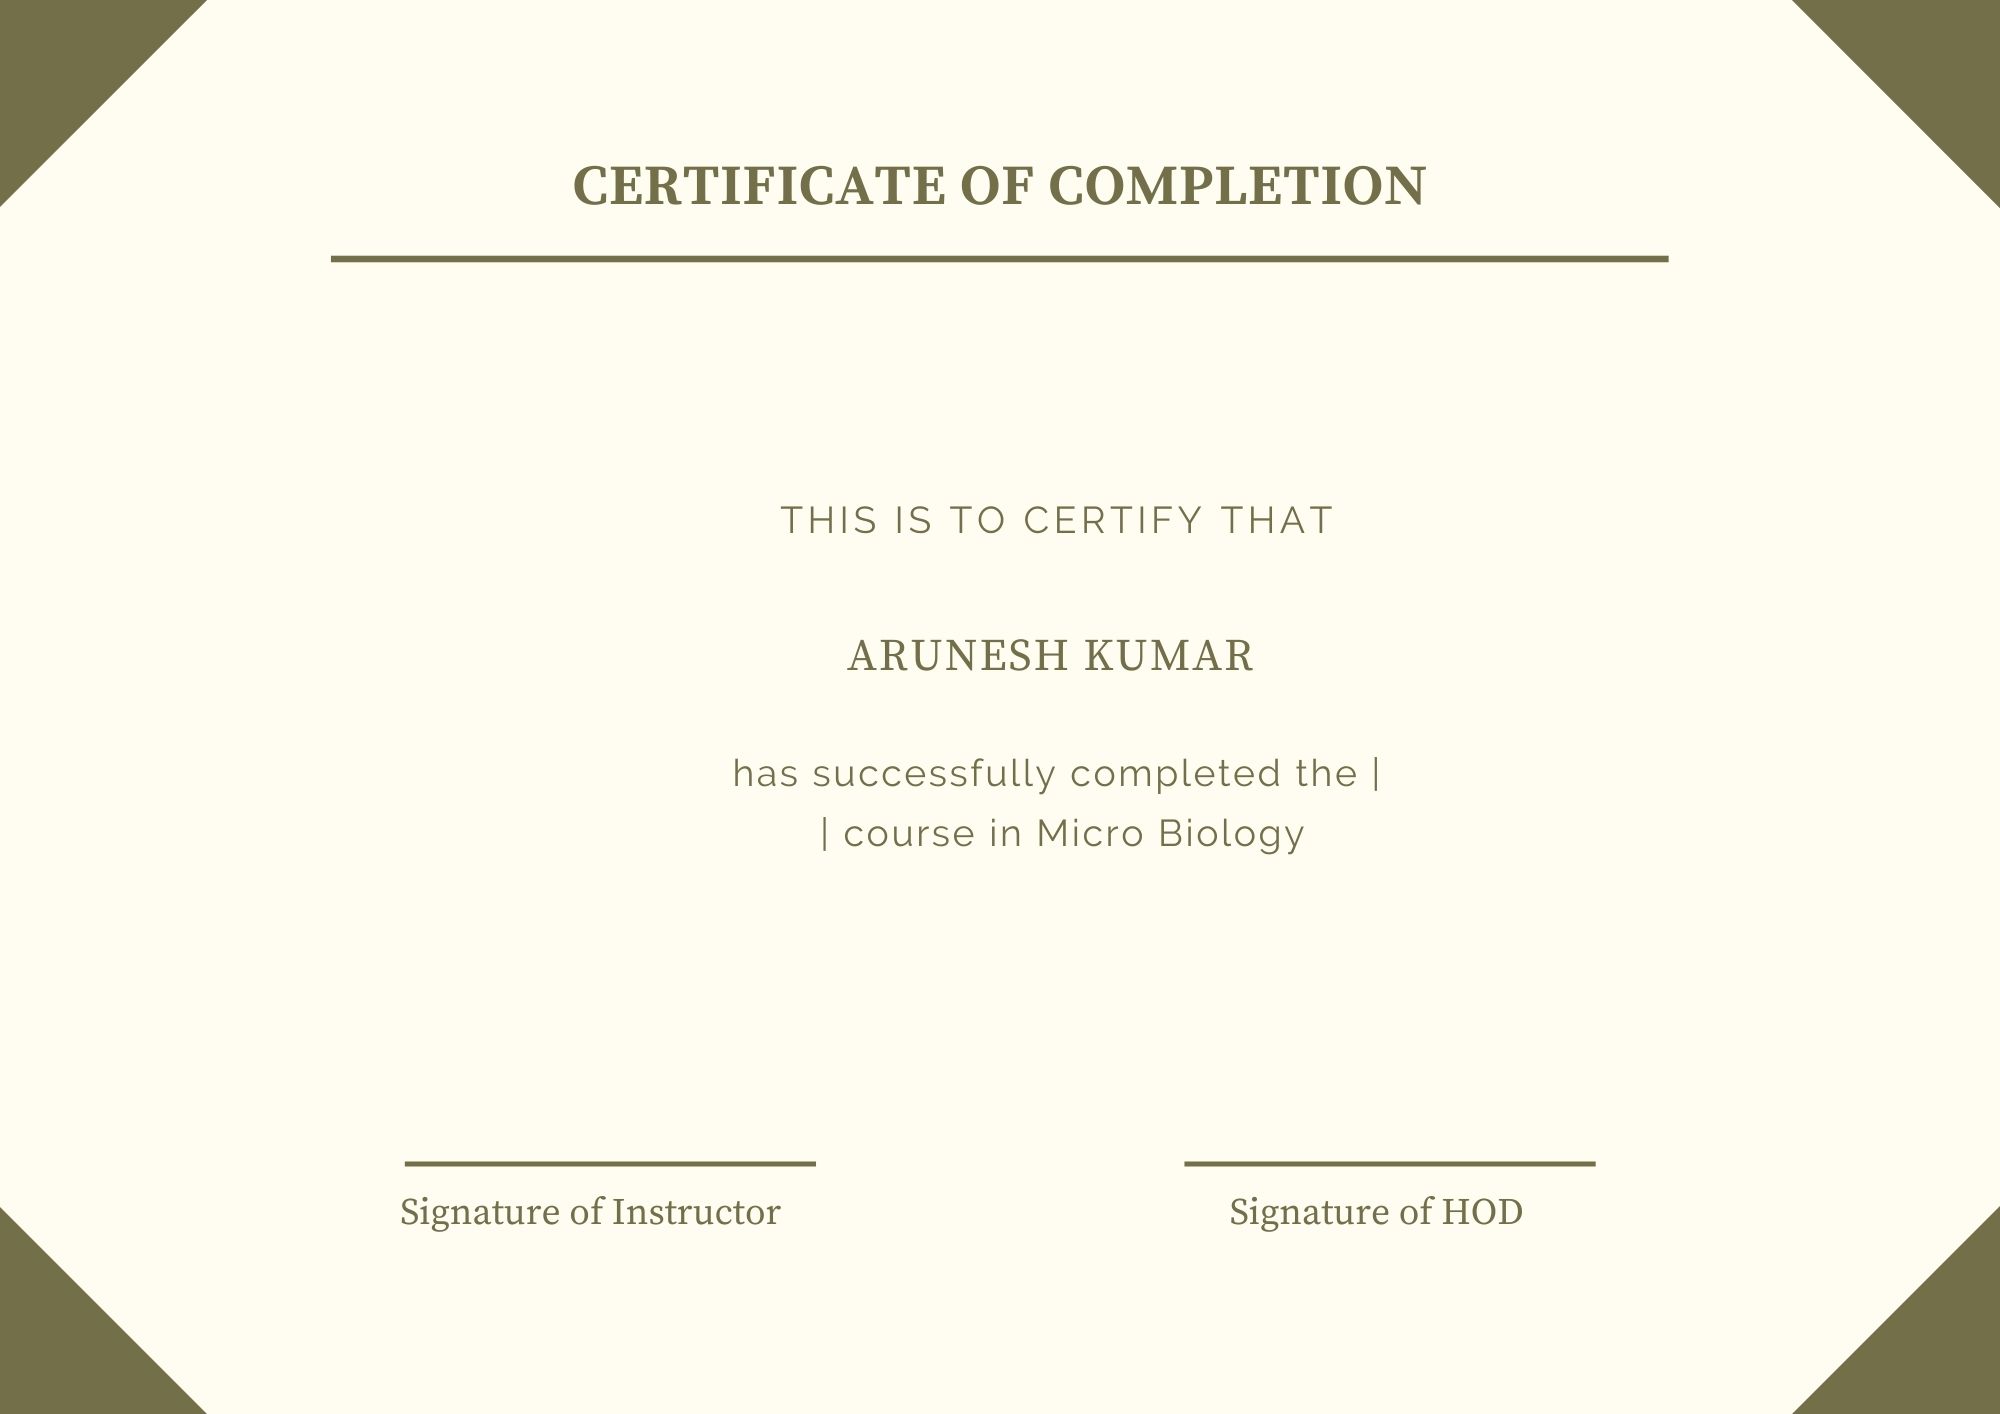 CERTIFICATE OF COMPLETION
THIS IS TO CERTIFY THAT
ARUNESH KUMAR
has successfully completed the |
| course in Micro Biology
Signature of Instructor
Signature of HOD